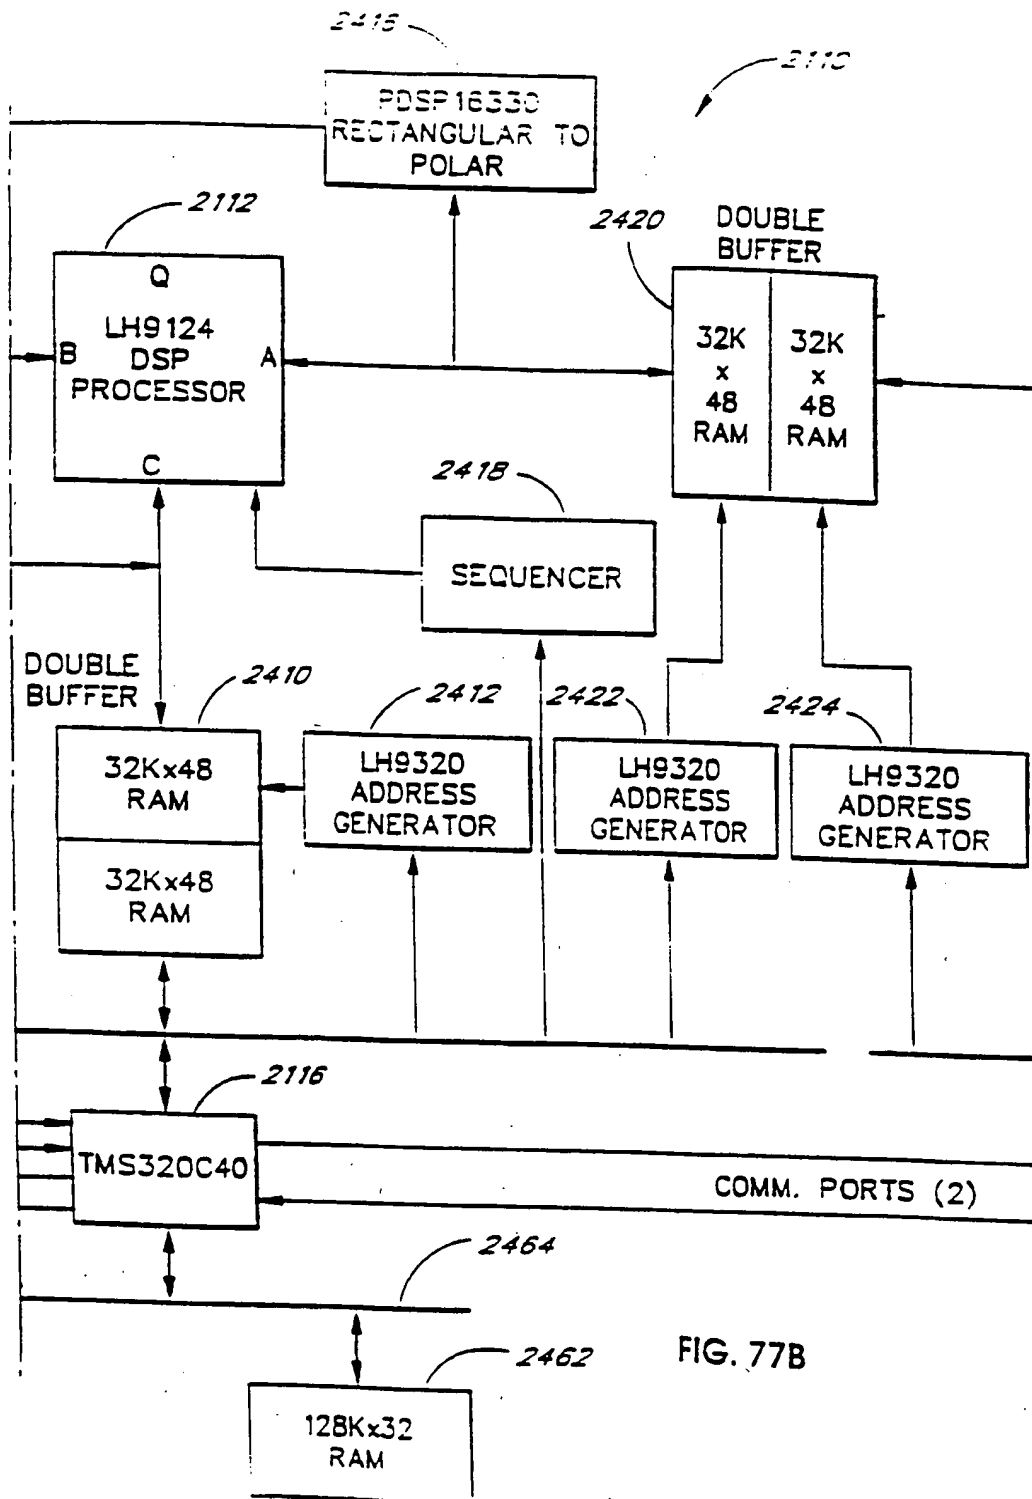 2110
PDSP16330
RECTANGULAR TO
POLAR
2112
2420
DOUBLE
BUFFER
Q
LH9124
DSP
PROCESSOR
B
A
C
32K
x
48
RAM
32K
x
48
RAM
2418
SEQUENCER
DOUBLE
BUFFER
2410
2412
2422
2424
32Kx48
RAM
32Kx48
RAM
LH9320
ADDRESS
GENERATOR
LH9320
ADDRESS
GENERATOR
LH9320
ADDRESS
GENERATOR
2116
TMS320C40
COMM. PORTS (2)
2464
2462
128Kx32
RAM
FIG. 77B